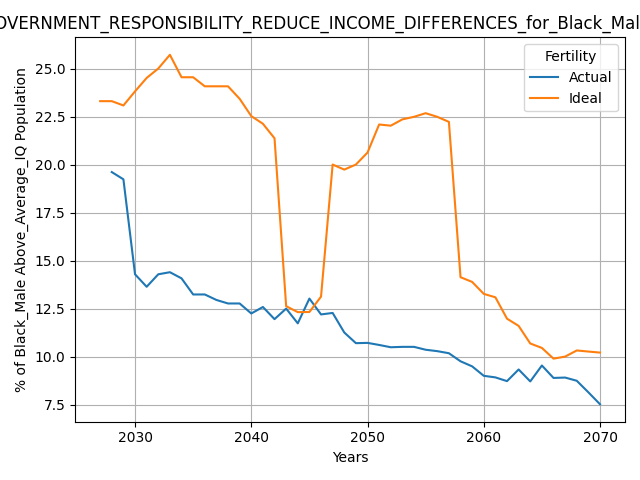 OVERNMENT_RESPONSIBILITY_REDUCE_INCOME_DIFFERENCES_for_Black_Male
Fertility
Actual
Ideal
% of Black_Male Above_Average_IQ Population
25.0
22.5
20.0
17.5
15.0
12.5
10.0
7.5
2030 2040 2050 2060 2070
Years